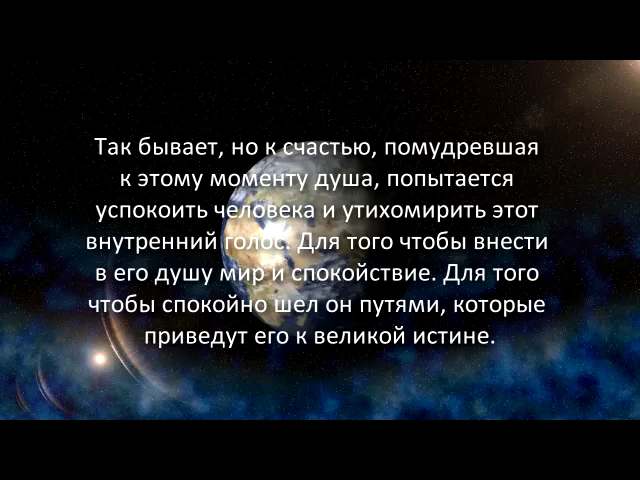 Так бывает, но к счастью, помудревшая
к этому моменту душа, попытается
успокоить человека и утихомирить этот
внутренний голос. Для того чтобы внести
в его душу мир и спокойствие. Для того
чтобы спокойно шел он путями, которые
приведут его к великой истине.